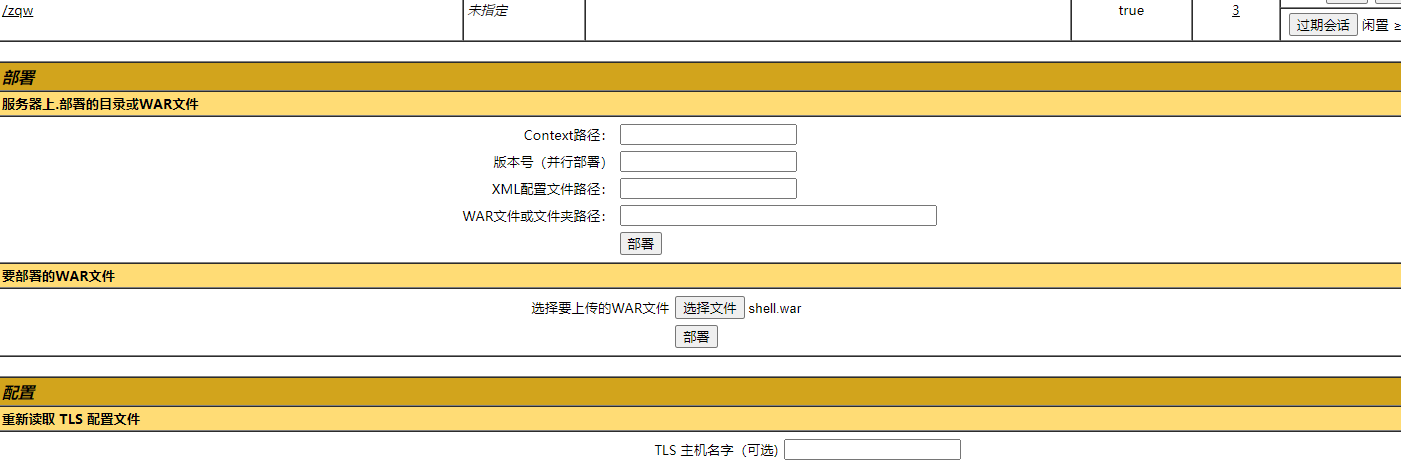 /zqw 未指定 true 3
过期会话 闲置 ≥
部署
服务器上.部署的目录或WAR文件
Context路径：
版本号（并行部署）
XML配置文件路径：
WAR文件或文件夹路径：
部署
要部署的WAR文件
选择要上传的WAR文件 选择文件 shell.war
部署
配置
重新读取 TLS 配置文件
TLS 主机名字（可选)